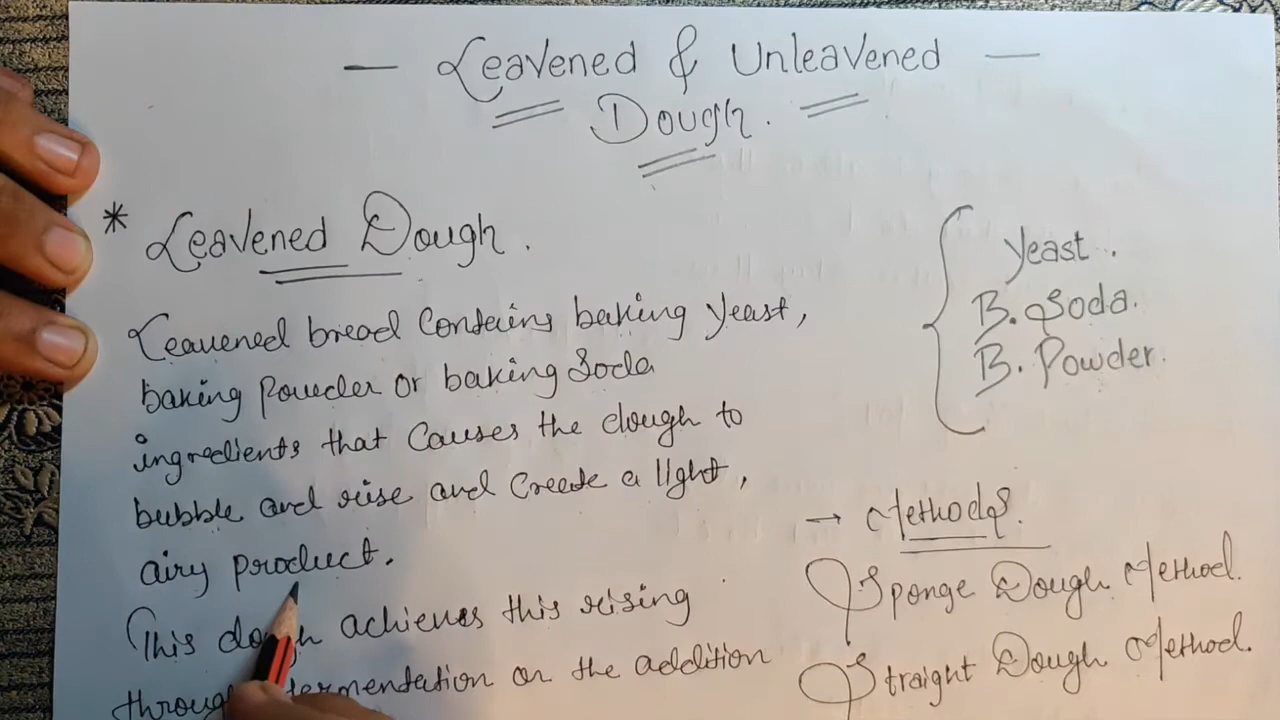 — Leavened & Unleavened —
Dough.
* Leavened Dough.
Leavened bread Contains baking yeast,
baking powder or baking Soda
ingredients that Causes the dough to
bubble and rise and Create a light,
airy product.
This dough achieves this rising
through fermentation or the addition
Yeast.
B. Soda.
B. Powder.
→ Methods.
Sponge Dough Method.
Straight Dough Method.